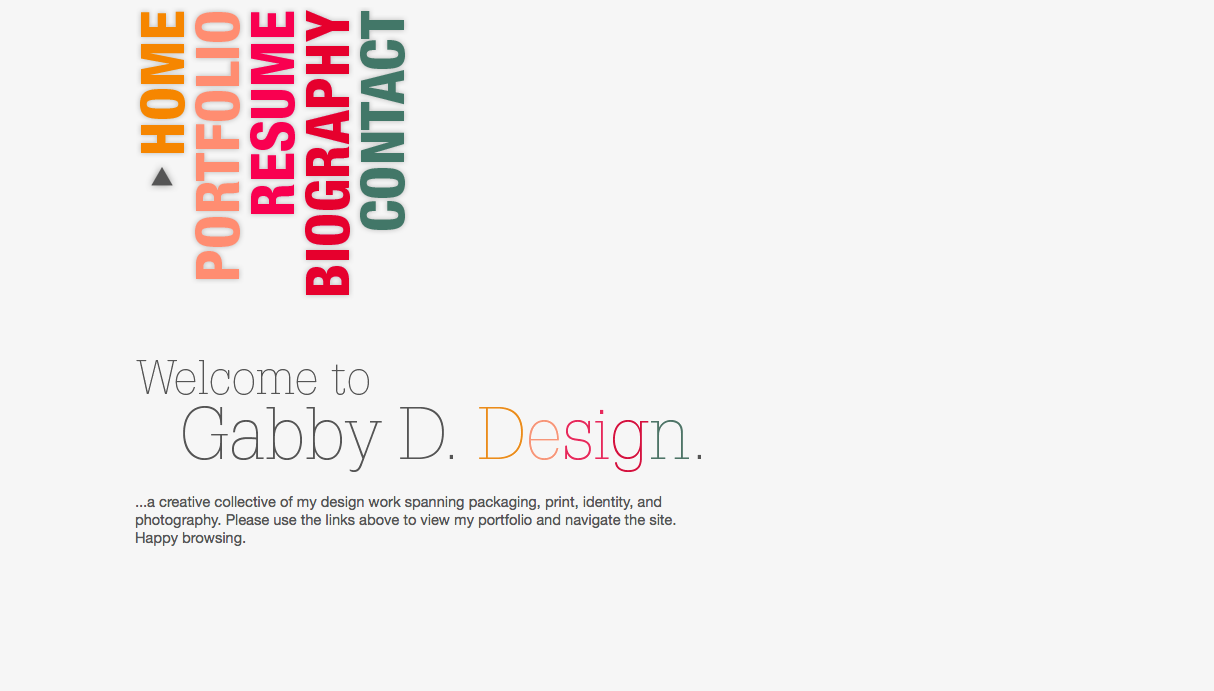 HOME
PORTFOLIO
RESUME
BIOGRAPHY
CONTACT
Welcome to
Gabby D. Design.
...a creative collective of my design work spanning packaging, print, identity, and
photography. Please use the links above to view my portfolio and navigate the site.
Happy browsing.